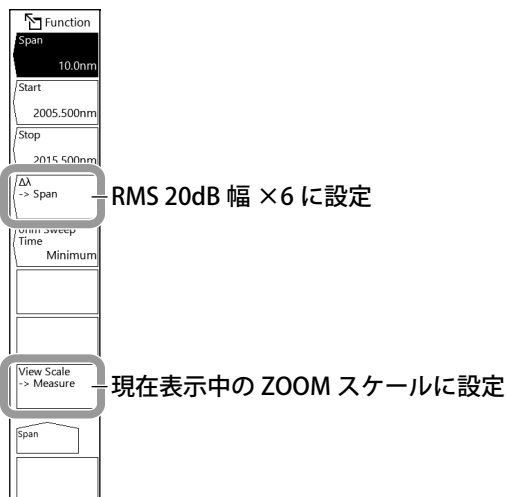 Function
Span
10.0nm
Start
2005.500nm
Stop
2015.500nm
Δλ
-> Span
RMS 20dB 幅 ×6 に設定
0nm Sweep
Time
Minimum
View Scale
-> Measure
現在表示中の ZOOM スケールに設定
Span